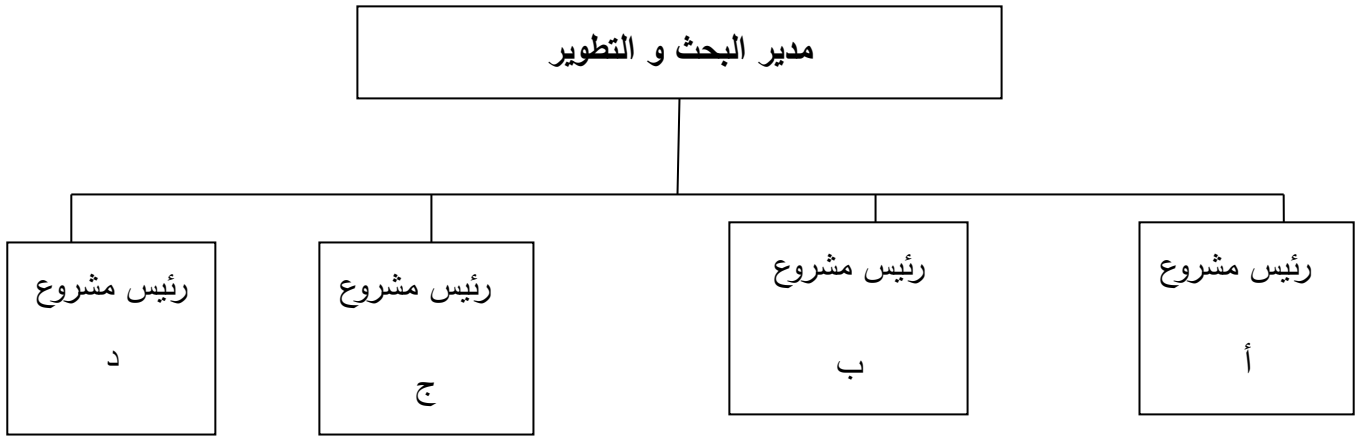 مدير البحث و التطوير
رئيس مشروع
أ
رئيس مشروع
ب
رئيس مشروع
ج
رئيس مشروع
د